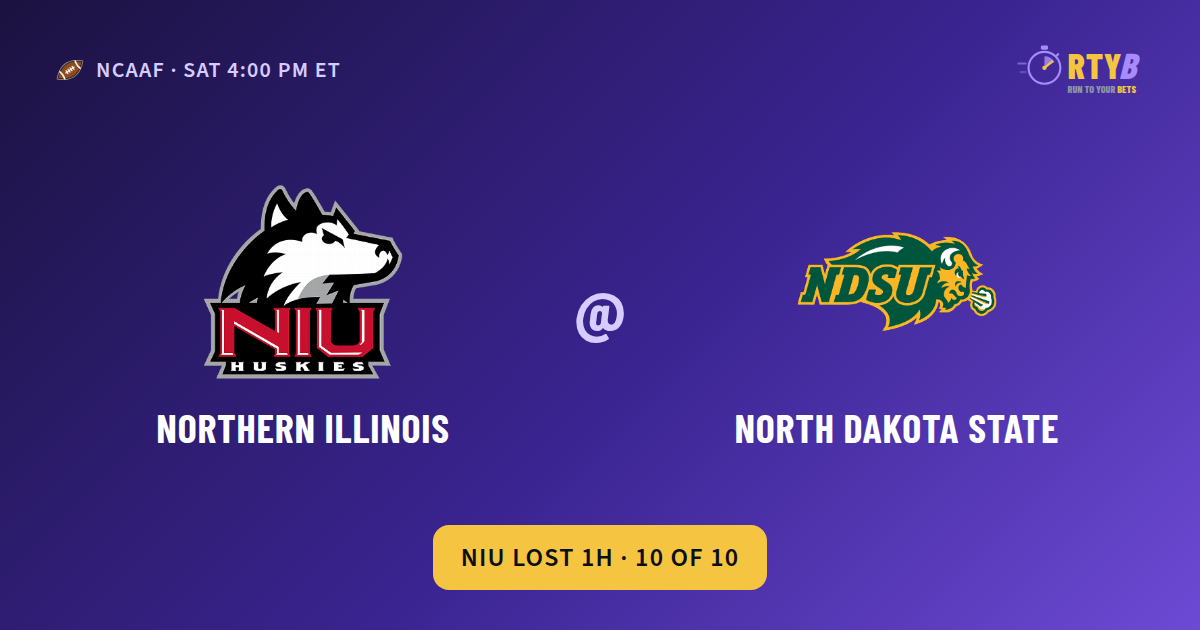 NCAAF · SAT 4:00 PM ET
RTYB
RUN TO YOUR BETS
NIU
HUSKIES
@
NDSU
NORTHERN ILLINOIS
NORTH DAKOTA STATE
NIU LOST 1H · 10 OF 10